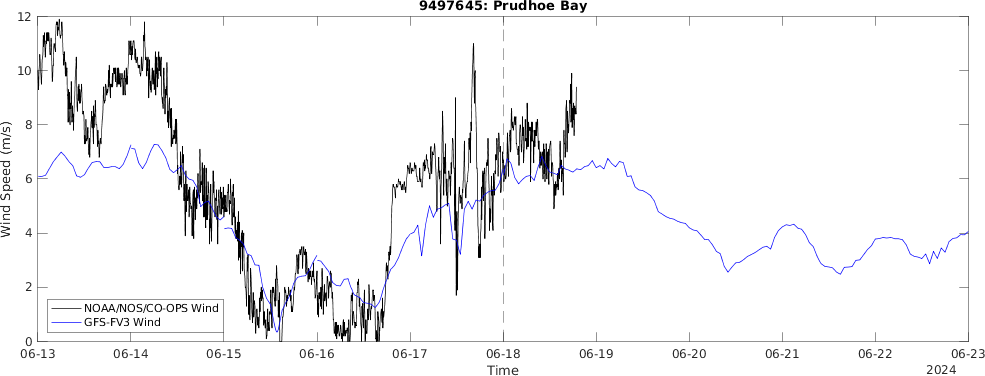 9497645: Prudhoe Bay
Wind Speed (m/s)
12
10
8
6
4
2
0
NOAA/NOS/CO-OPS Wind
GFS-FV3 Wind
06-13 06-14 06-15 06-16 06-17 06-18 06-19 06-20 06-21 06-22 06-23
Time
2024